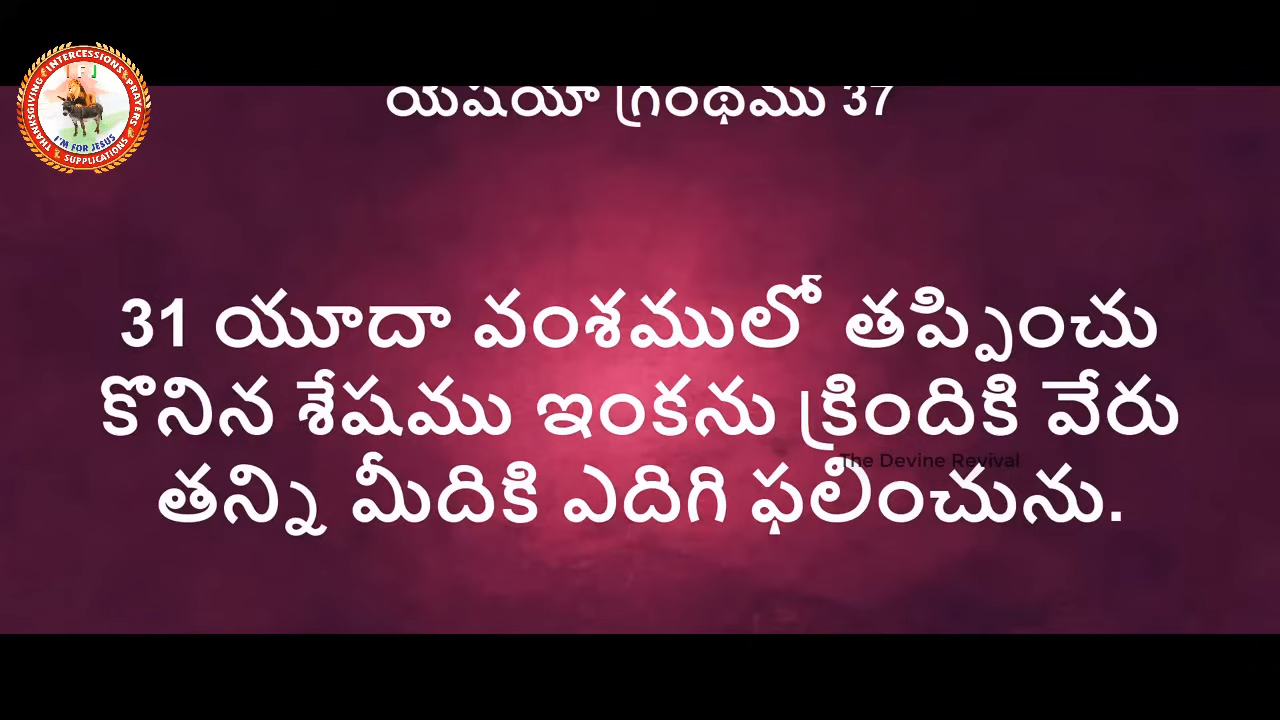 I F J
INTERCESSIONS
THANKSGIVING
PRAYERS
I'M FOR JESUS
SUPPLICATIONS
యెషయా గ్రంథము 37
31 యూదా వంశములో తప్పించు
కొనిన శేషము ఇంకను క్రిందికి వేరు
The Devine Revival
తన్ని మీదికి ఎదిగి ఫలించును.